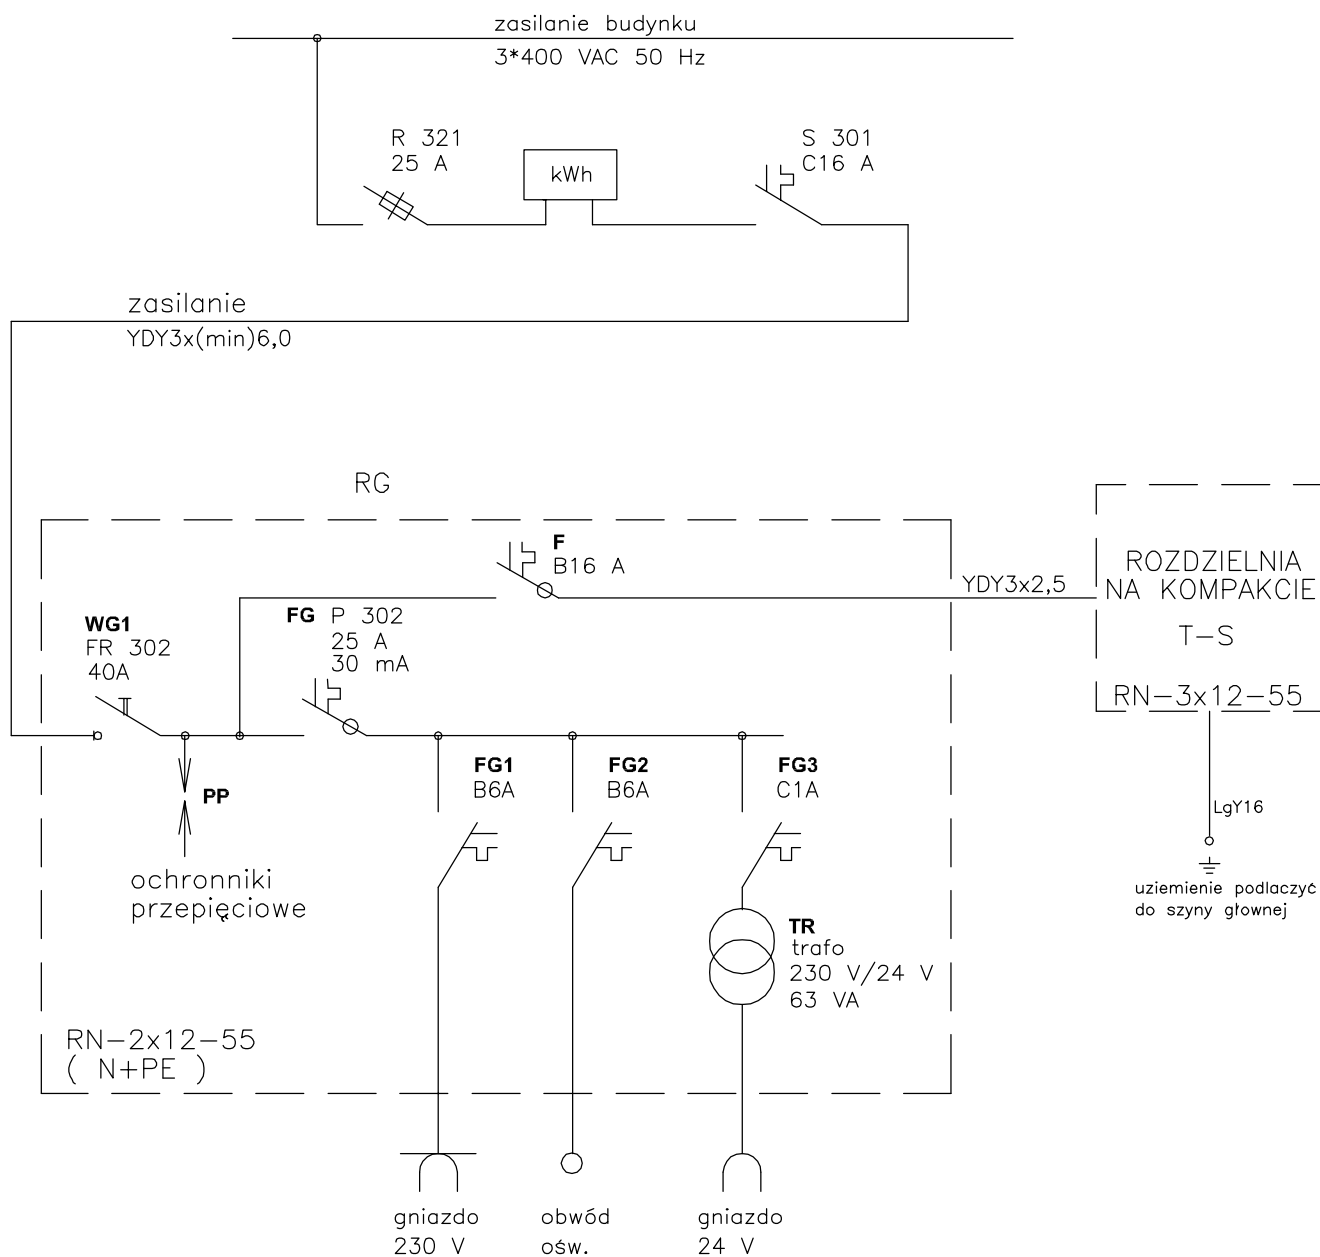 zasilanie budynku
3*400 VAC 50 Hz
R 321
25 A
kWh
S 301
C16 A
zasilanie
YDY3x(min)6,0
RG
F
B16 A
YDY3x2,5
ROZDZIELNIA
NA KOMPAKCIE
T-S
RN-3x12-55
WG1
FR 302
40A
FG P 302
25 A
30 mA
PP
ochronniki
przepięciowe
FG1
B6A
FG2
B6A
FG3
C1A
LgY16
uziemienie podlaczyć
do szyny głownej
TR
trafo
230 V/24 V
63 VA
RN-2x12-55
( N+PE )
gniazdo
230 V
obwód
ośw.
gniazdo
24 V